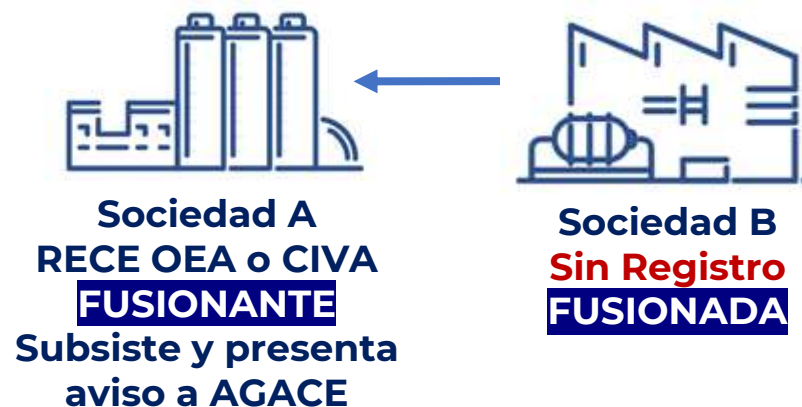 Sociedad A
RECE OEA o CIVA
FUSIONANTE
Subsiste y presenta
aviso a AGACE
Sociedad B
Sin Registro
FUSIONADA